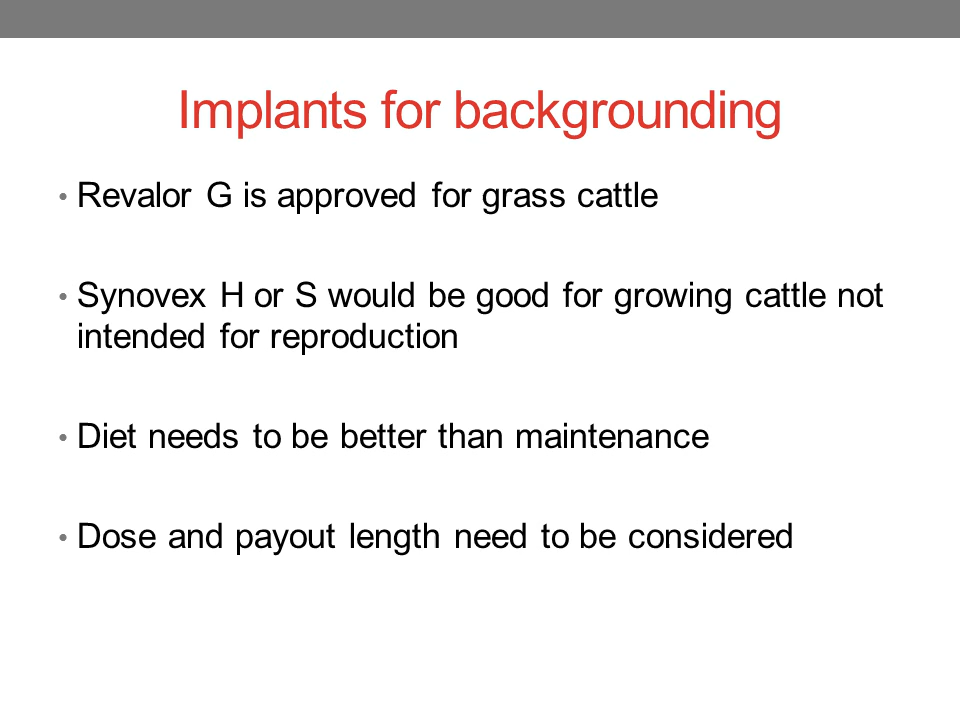 Implants for backgrounding
• Revalor G is approved for grass cattle
• Synovex H or S would be good for growing cattle not
intended for reproduction
• Diet needs to be better than maintenance
• Dose and payout length need to be considered